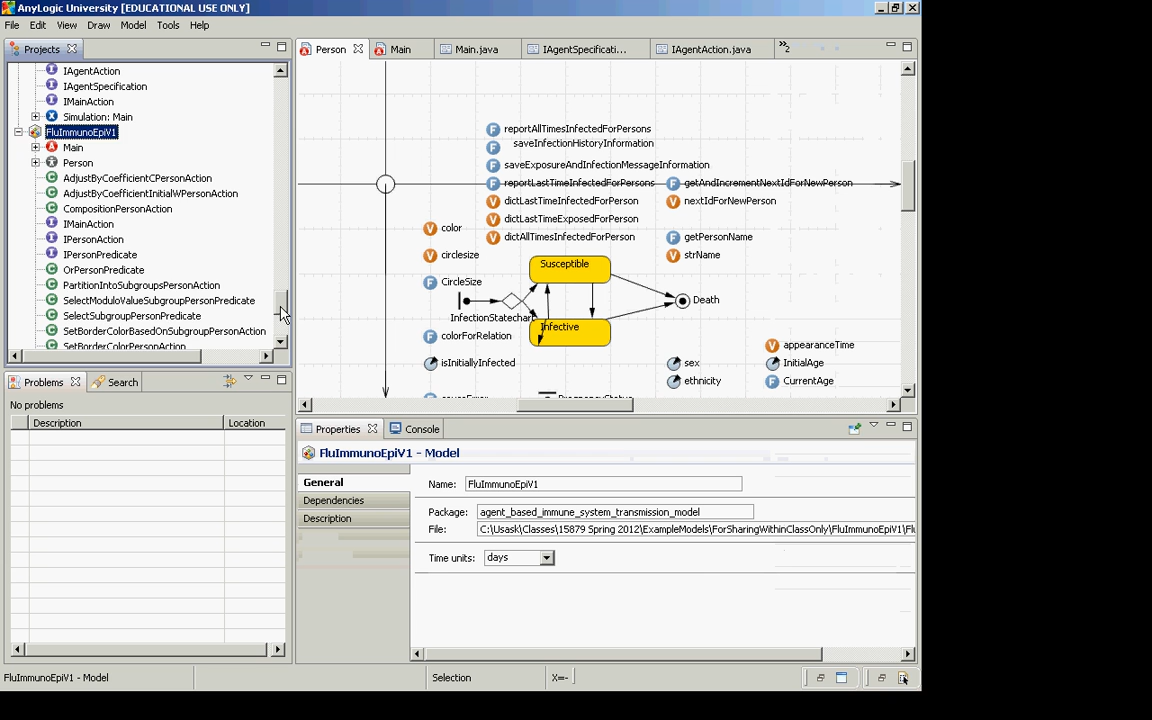 AnyLogic University [EDUCATIONAL USE ONLY]
File Edit View Draw Model Tools Help
Projects
IAgentAction
IAgentSpecification
IMainAction
Simulation: Main
FluImmunoEpiV1
Main
Person
AdjustByCoefficientCPersonAction
AdjustByCoefficientInitialWPersonAction
CompositionPersonAction
IMainAction
IPersonAction
IPersonPredicate
OrPersonPredicate
PartitionIntoSubgroupsPersonAction
SelectModuloValueSubgroupPersonPredicate
SelectSubgroupPersonPredicate
SetBorderColorBasedOnSubgroupPersonAction
SetBorderColorPersonAction
Person Main Main.java IAgentSpecificati... IAgentAction.java »2
reportAllTimesInfectedForPersons
saveInfectionHistoryInformation
saveExposureAndInfectionMessageInformation
reportLastTimeInfectedForPersons getAndIncrementNextIdForNewPerson
dictLastTimeInfectedForPerson nextIdForNewPerson
dictLastTimeExposedForPerson
color
dictAllTimesInfectedForPerson getPersonName
circlesize strName
Susceptible
CircleSize
Death
InfectionStatechart
Infective
colorForRelation
appearanceTime
isInitiallyInfected sex InitialAge
ethnicity CurrentAge
Problems Search
No problems
Description Location
Properties Console
FluImmunoEpiV1 - Model
General
Dependencies
Description
Name: FluImmunoEpiV1
Package: agent_based_immune_system_transmission_model
File: C:\Usask\Classes\15879 Spring 2012\ExampleModels\ForSharingWithinClassOnly\FluImmunoEpiV1\Flu
Time units: days
FluImmunoEpiV1 - Model Selection X=-